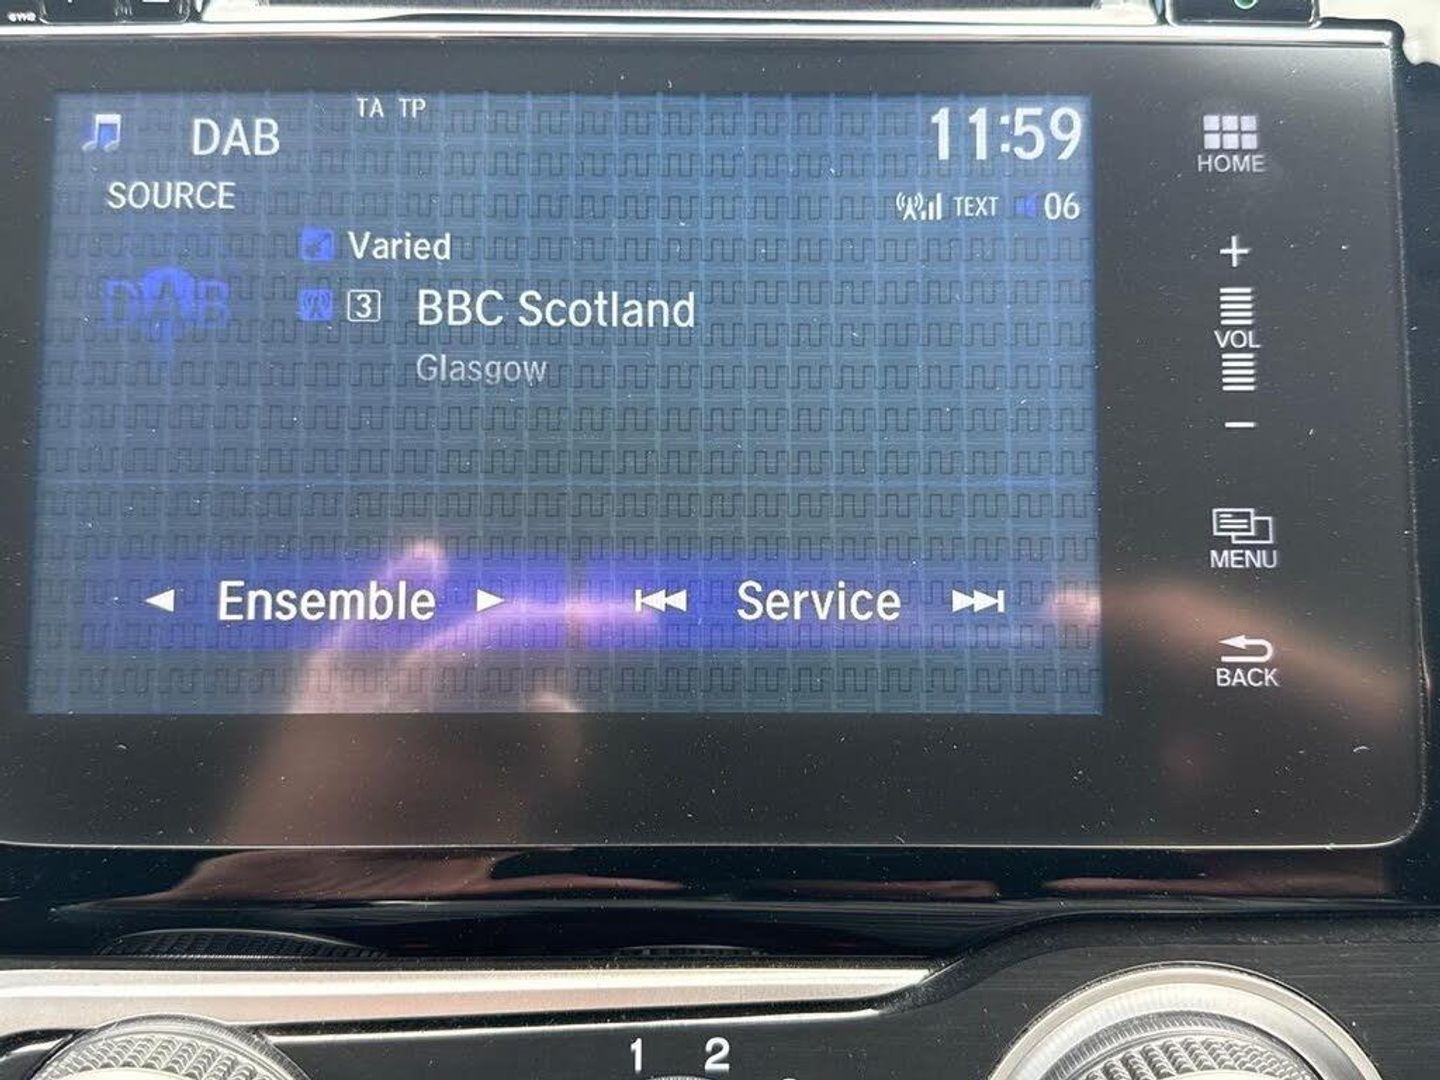 TA TP
DAB
11:59
SOURCE
TEXT 06
Varied
DAB
3 BBC Scotland
Glasgow
Ensemble Service
HOME
+
VOL
−
MENU
BACK
1 2